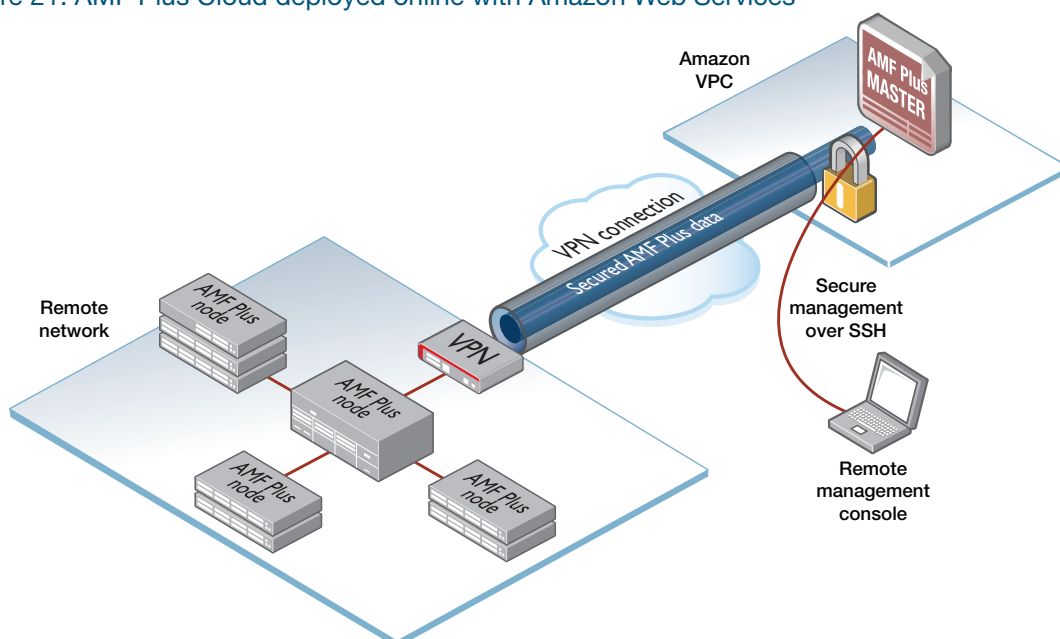 re 21: AMF Plus Cloud deployed online with Amazon Web Services
Amazon
VPC
AMF Plus
MASTER
VPN connection
Secured AMF Plus data
Remote
network
AMF Plus
node
VPN
AMF Plus
node
AMF Plus
node
AMF Plus
node
Secure
management
over SSH
Remote
management
console